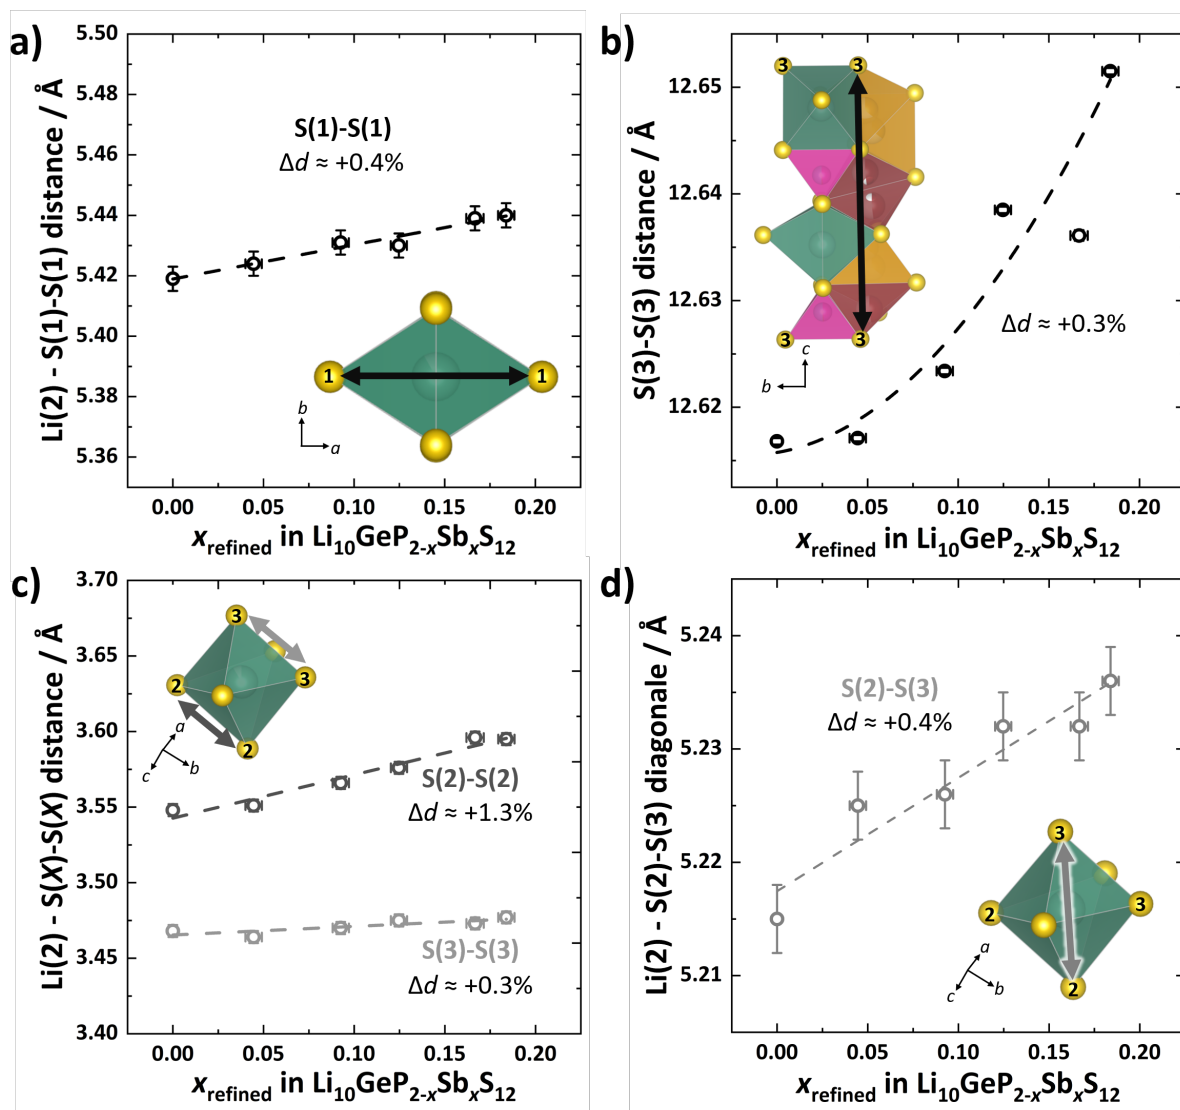 a)
5.50
5.48
5.46
5.44
5.42
5.40
5.38
5.36
Li(2) - S(1)-S(1) distance / Å
S(1)-S(1)
Δd ≈ +0.4%
1
1
b
a
0.00 0.05 0.10 0.15 0.20
x_refined in Li₁₀GeP₂₋ₓSbₓS₁₂
b)
12.65
12.64
12.63
12.62
S(3)-S(3) distance / Å
3
3
3
3
c
b
Δd ≈ +0.3%
0.00 0.05 0.10 0.15 0.20
x_refined in Li₁₀GeP₂₋ₓSbₓS₁₂
c)
3.70
3.65
3.60
3.55
3.50
3.45
3.40
Li(2) - S(X)-S(X) distance / Å
3
3
2
2
a
b
c
S(2)-S(2)
Δd ≈ +1.3%
S(3)-S(3)
Δd ≈ +0.3%
0.00 0.05 0.10 0.15 0.20
x_refined in Li₁₀GeP₂₋ₓSbₓS₁₂
d)
5.24
5.23
5.22
5.21
Li(2) - S(2)-S(3) diagonale / Å
S(2)-S(3)
Δd ≈ +0.4%
3
3
2
2
a
b
c
0.00 0.05 0.10 0.15 0.20
x_refined in Li₁₀GeP₂₋ₓSbₓS₁₂